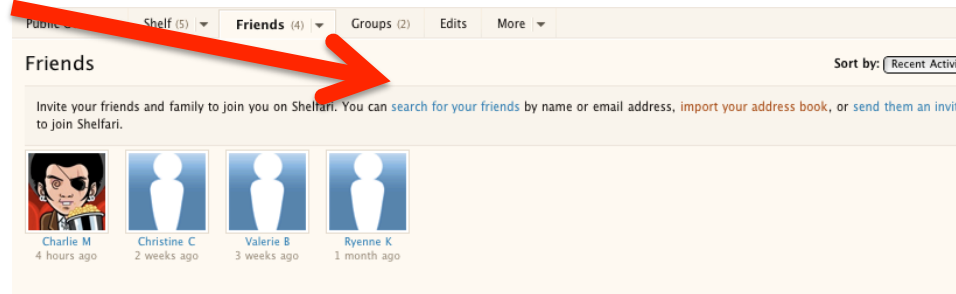 Public
Shelf (5) Friends (4) Groups (2) Edits More
Friends
Sort by: Recent Activi
Invite your friends and family to join you on Shelfari. You can search for your friends by name or email address, import your address book, or send them an invit
to join Shelfari.
Charlie M Christine C Valerie B Ryenne K
4 hours ago 2 weeks ago 3 weeks ago 1 month ago